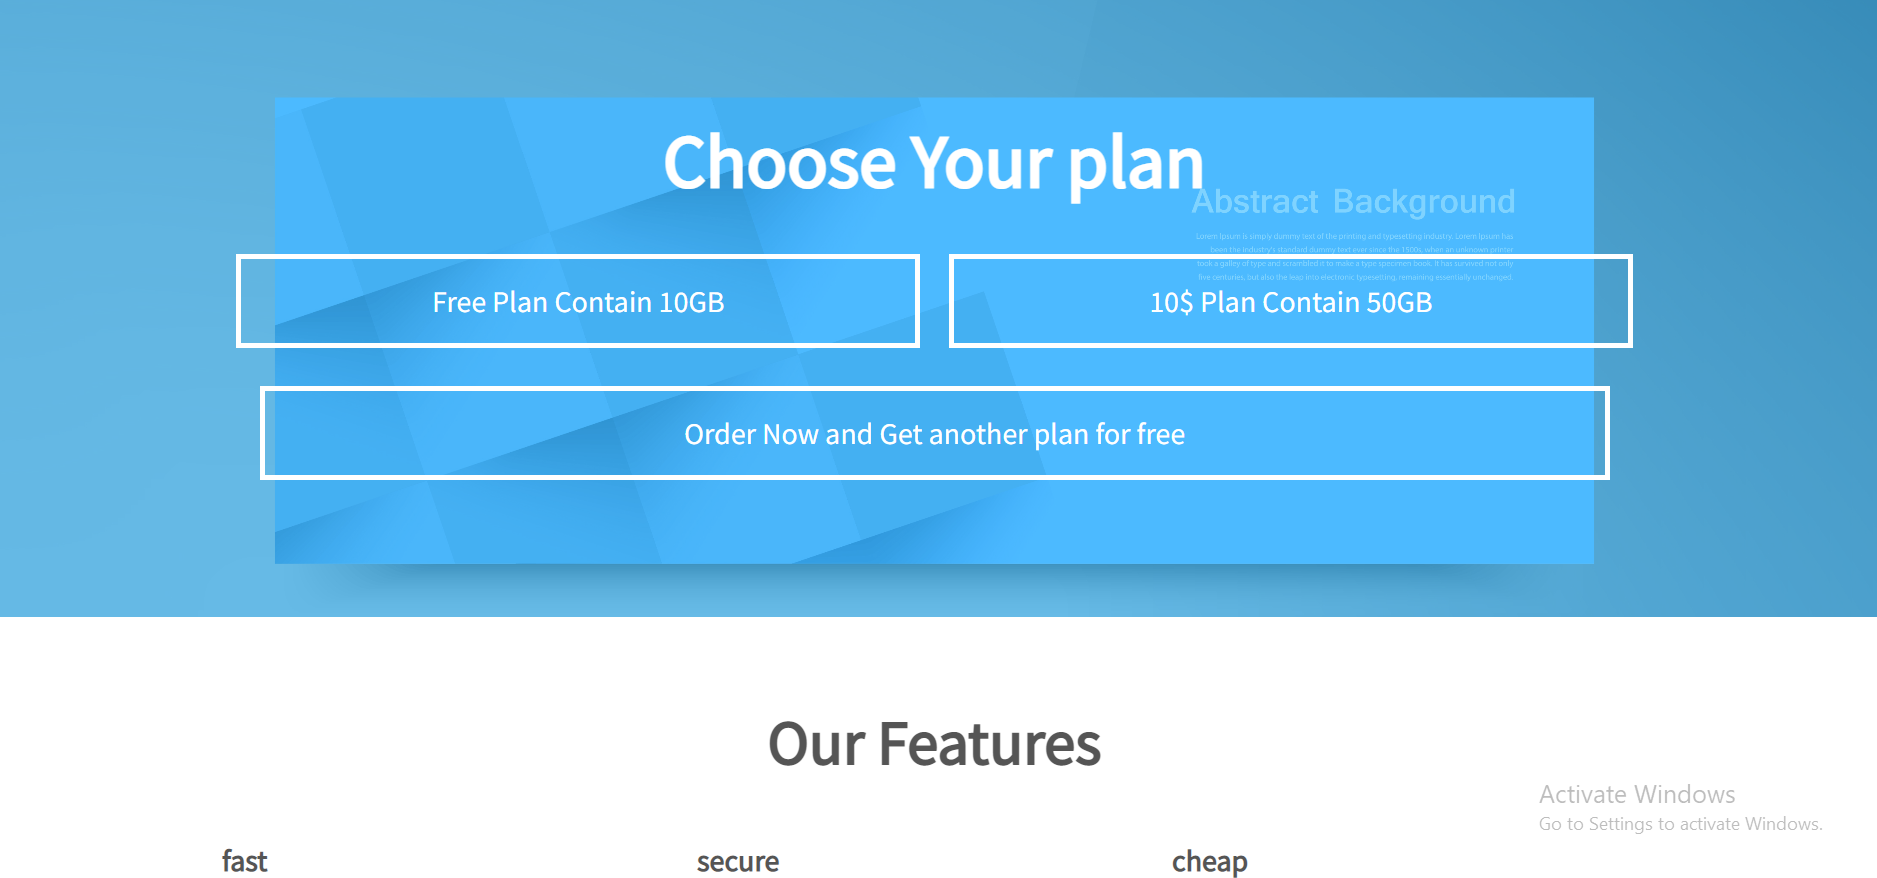 Choose Your plan
Abstract Background
Lorem Ipsum is simply dummy text of the printing and typesetting industry. Lorem Ipsum has
been the industry's standard dummy text ever since the 1500s, when an unknown printer
took a galley of type and scrambled it to make a type specimen book. It has survived not only
five centuries, but also the leap into electronic typesetting, remaining essentially unchanged.
Free Plan Contain 10GB
10$ Plan Contain 50GB
Order Now and Get another plan for free
Our Features
Activate Windows
Go to Settings to activate Windows.
fast
secure
cheap